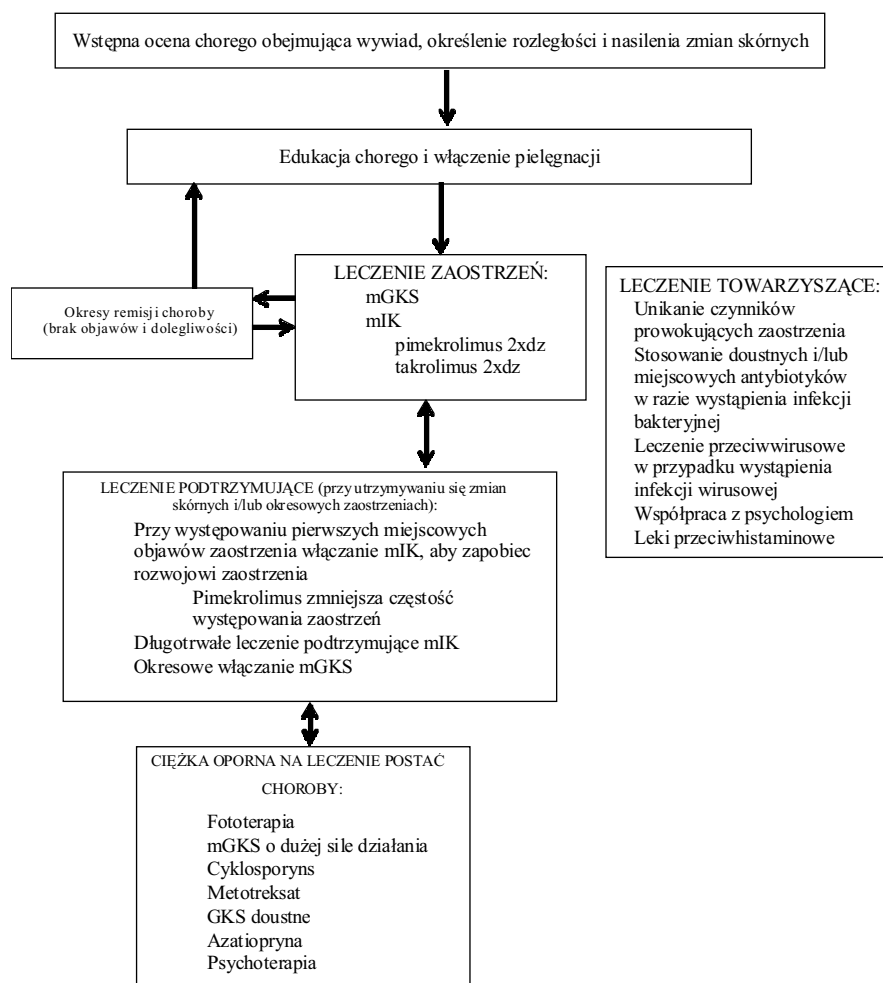 Wstępna ocena chorego obejmująca wywiad, określenie rozległości i nasilenia zmian skórnych
Edukacja chorego i włączenie pielęgnacji
LECZENIE ZAOSTRZEŃ:
mGKS
mIK
pimekrolimus 2xdz
takrolimus 2xdz
Okresy remisji choroby
(brak objawów i dolegliwości)
LECZENIE TOWARZYSZĄCE:
Unikanie czynników
prowokujących zaostrzenia
Stosowanie doustnych i/lub
miejscowych antybiotyków
w razie wystąpienia infekcji
bakteryjnej
Leczenie przeciwwirusowe
w przypadku wystąpienia
infekcji wirusowej
Współpraca z psychologiem
Leki przeciwhistaminowe
LECZENIE PODTRZYMUJĄCE (przy utrzymywaniu się zmian
skórnych i/lub okresowych zaostrzeniach):
Przy występowaniu pierwszych miejscowych
objawów zaostrzenia włączanie mIK, aby zapobiec
rozwojowi zaostrzenia
Pimekrolimus zmniejsza częstość
występowania zaostrzeń
Długotrwałe leczenie podtrzymujące mIK
Okresowe włączanie mGKS
CIĘŻKA OPORNA NA LECZENIE POSTAĆ
CHOROBY:
Fototerapia
mGKS o dużej sile działania
Cyklosporyns
Metotreksat
GKS doustne
Azatiopryna
Psychoterapia